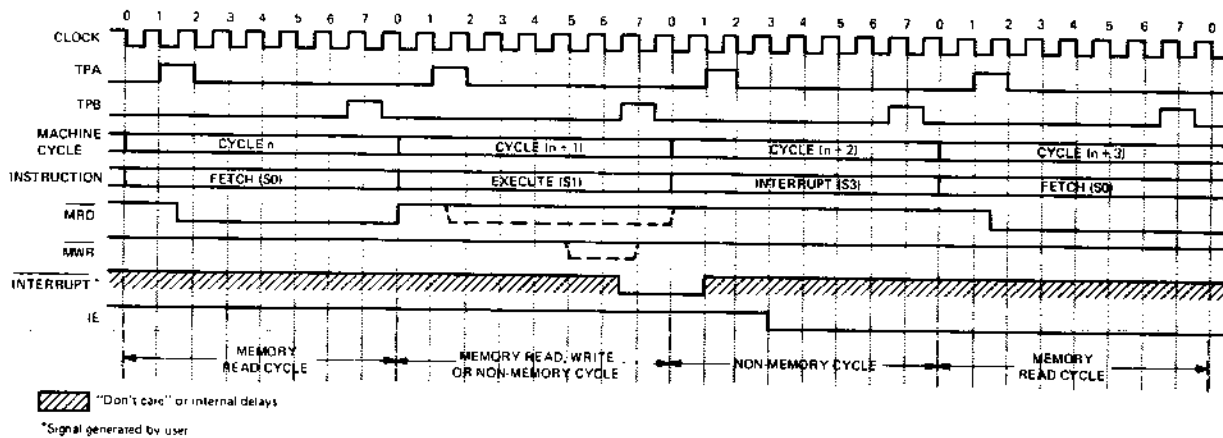 0 1 2 3 4 5 6 7 0 1 2 3 4 5 6 7 0 1 2 3 4 5 6 7 0 1 2 3 4 5 6 7 0
CLOCK
TPA
TPB
MACHINE
CYCLE
CYCLE n
CYCLE (n + 1)
CYCLE (n + 2)
CYCLE (n + 3)
INSTRUCTION
FETCH (S0)
EXECUTE (S1)
INTERRUPT (S3)
FETCH (S0)
MRD
MWR
INTERRUPT *
IE
MEMORY
READ CYCLE
MEMORY READ, WRITE
OR NON-MEMORY CYCLE
NON-MEMORY CYCLE
MEMORY
READ CYCLE
"Don't care" or internal delays
*Signal generated by user